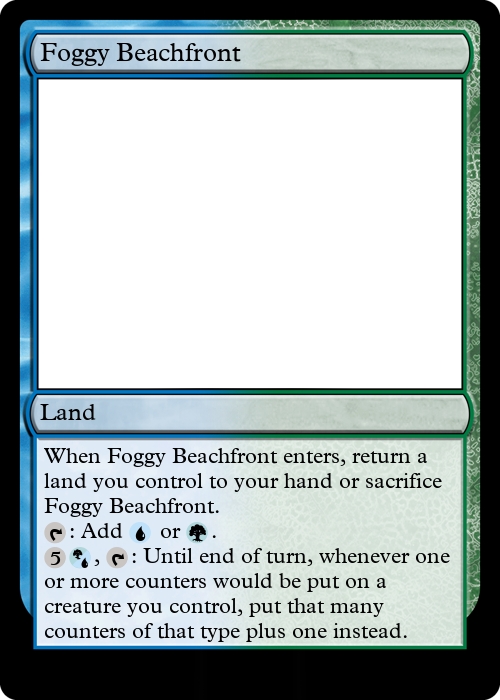 Foggy Beachfront
Land
When Foggy Beachfront enters, return a
land you control to your hand or sacrifice
Foggy Beachfront.
: Add or .
5 , : Until end of turn, whenever one
or more counters would be put on a
creature you control, put that many
counters of that type plus one instead.